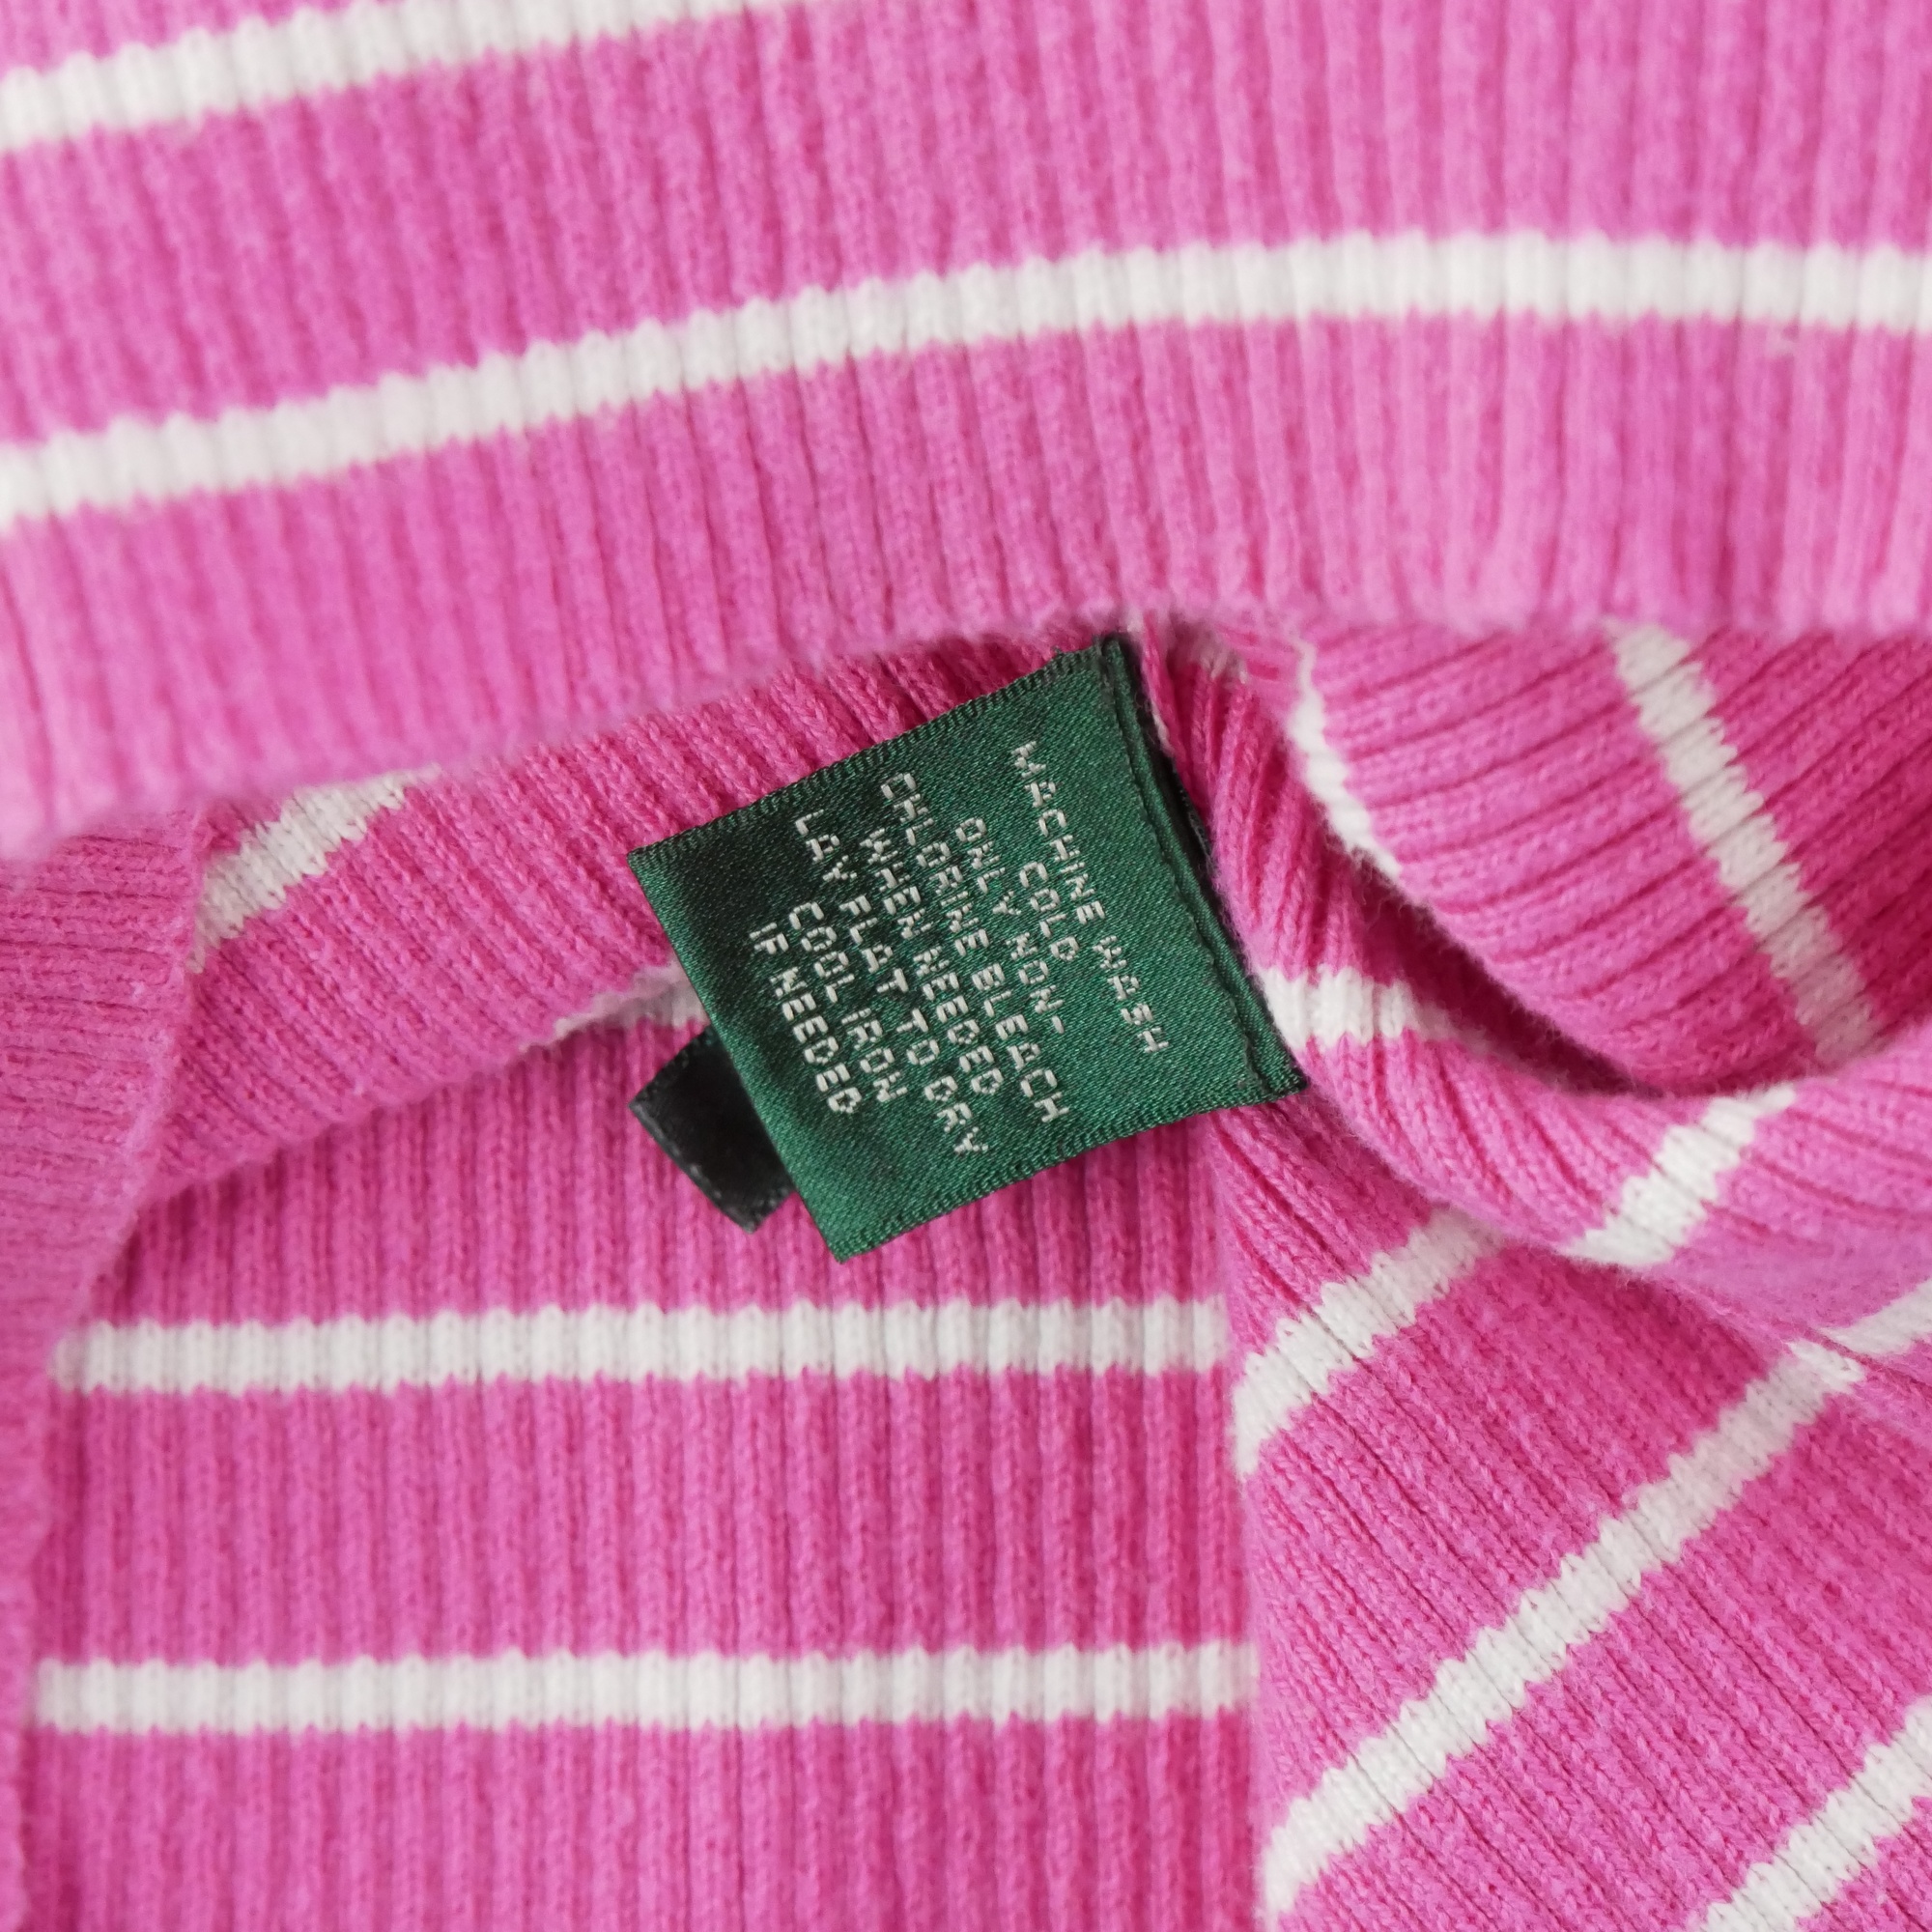 MACHINE WASH
COLD
ONLY NON-
CHLORINE BLEACH
WHEN NEEDED
LAY FLAT TO DRY
COOL IRON
IF NEEDED